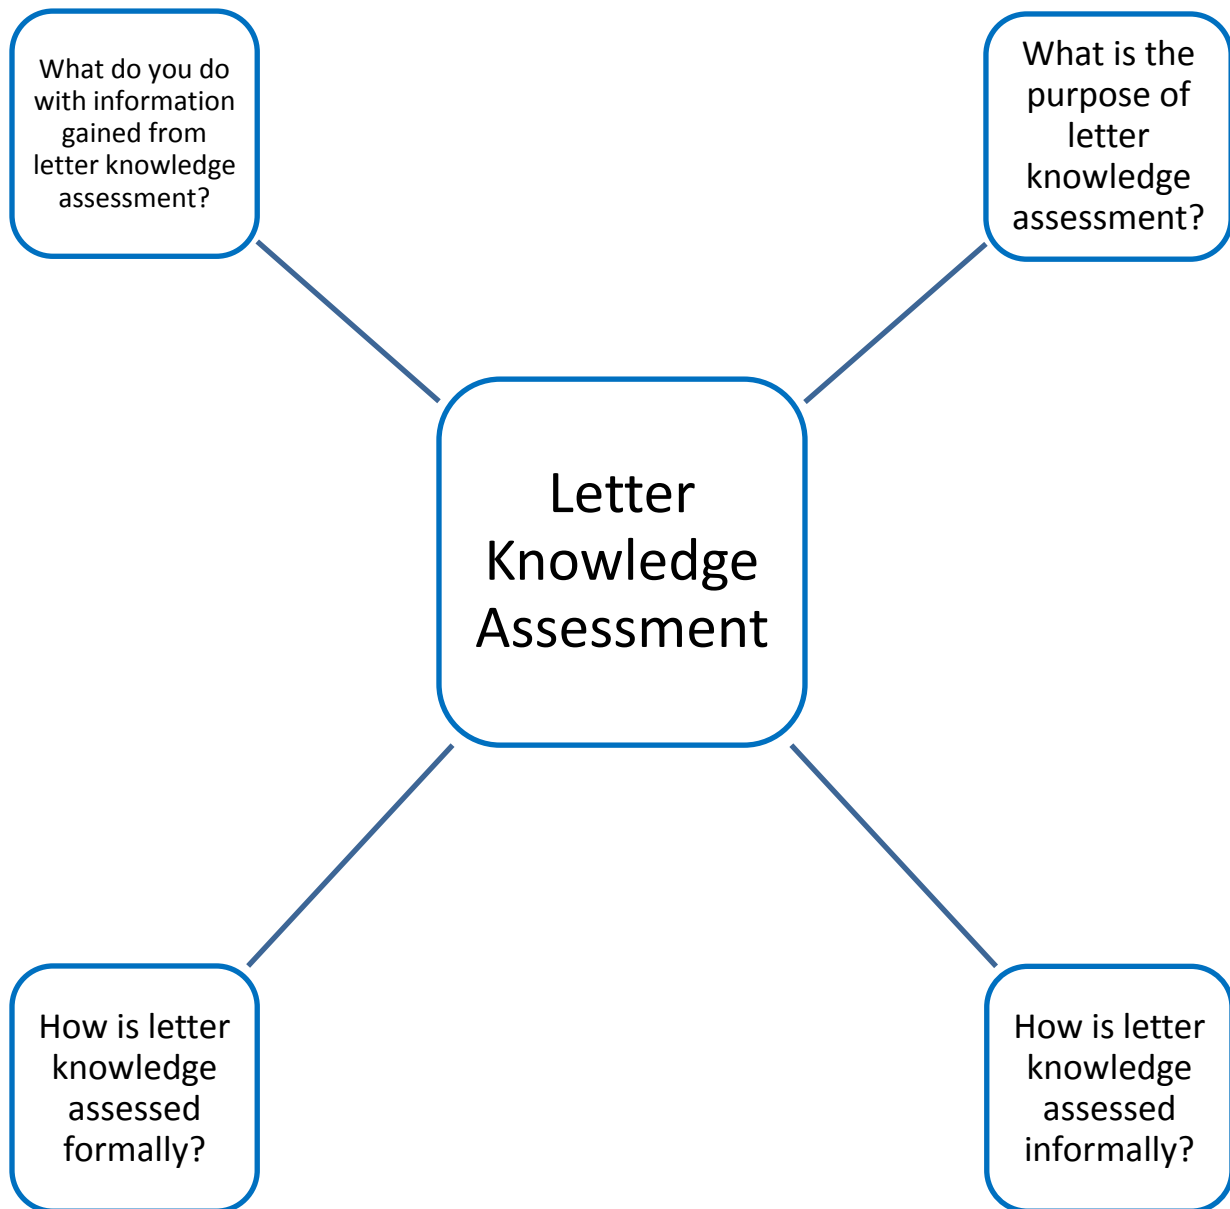 What do you do
with information
gained from
letter knowledge
assessment?
What is the
purpose of
letter
knowledge
assessment?
Letter
Knowledge
Assessment
How is letter
knowledge
assessed
formally?
How is letter
knowledge
assessed
informally?